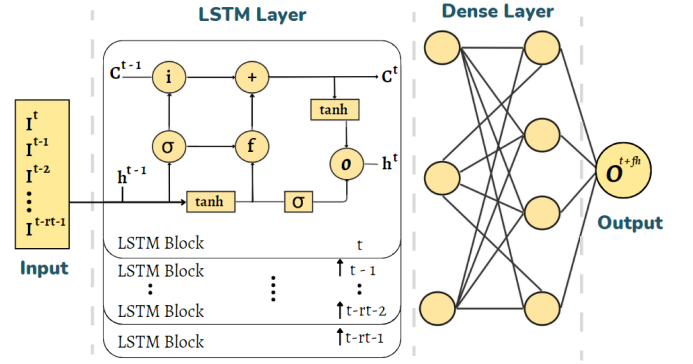 LSTM Layer
Dense Layer
C^t-1
i
+
C^t
tanh
I^t
I^t-1
I^t-2
I^t-rt-1
σ
f
o
h^t
h^t-1
tanh
σ
O^t+fh
Input
Output
LSTM Block t
LSTM Block t - 1
LSTM Block t-rt-2
LSTM Block t-rt-1